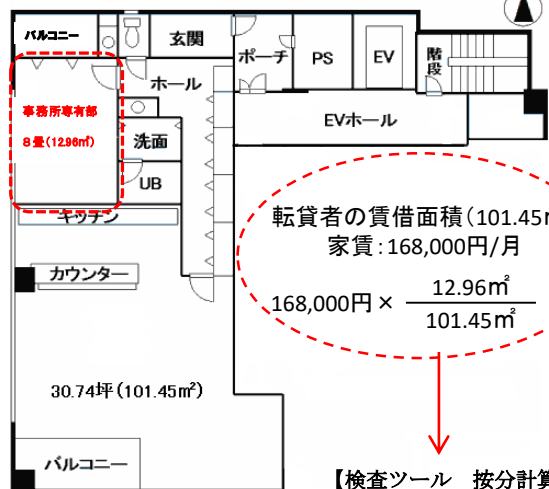 バルコニー
玄関
ポーチ
PS
EV
階段
ホール
事務所専有部
8畳(12.96㎡)
洗面
EVホール
UB
キッチン
カウンター
転貸者の賃借面積(101.45㎡
家賃:168,000円/月
168,000円× 12.96㎡
101.45㎡
30.74坪(101.45㎡)
バルコニー
【検査ツール 按分計算